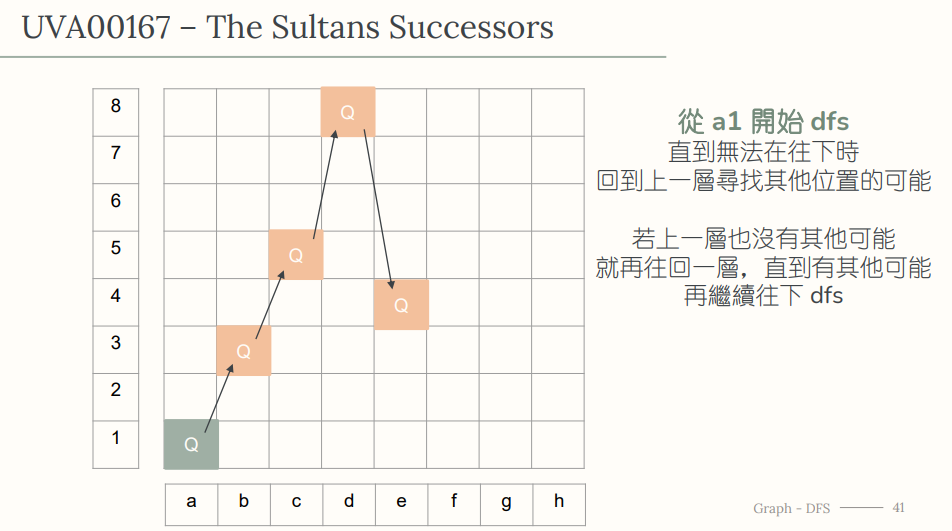 UVA00167 – The Sultans Successors
8
7
6
5
4
3
2
1
Q
Q
Q
Q
Q
a b c d e f g h
從 a1 開始 dfs
直到無法在往下時
回到上一層尋找其他位置的可能
若上一層也沒有其他可能
就再往回一層，直到有其他可能
再繼續往下 dfs
Graph - DFS 41